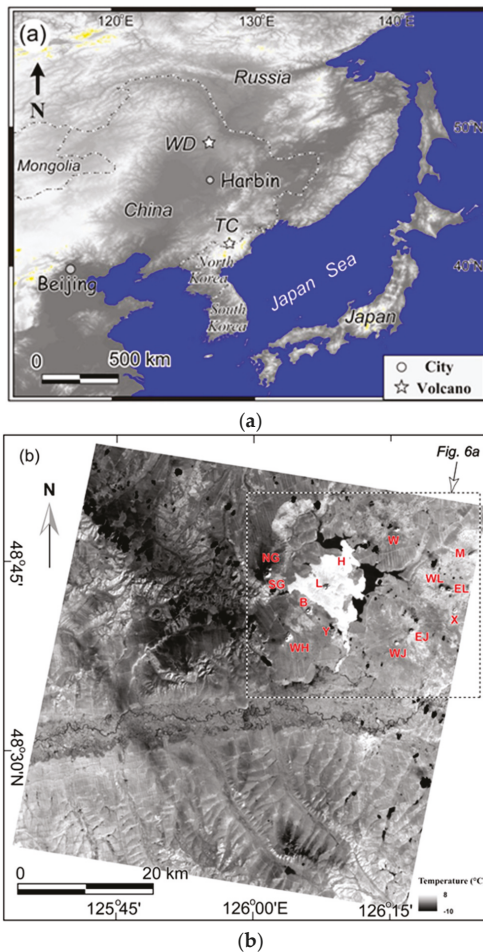 (a)
120°E
130°E
140°E
N
Russia
WD
50°N
Mongolia
Harbin
China
TC
40°N
North
Korea
Beijing
South
Korea
Japan Sea
Japan
0 500 km
City
Volcano
(a)
(b)
Fig. 6a
N
48°45'
NG
W
M
H
SG
L
WL
EL
B
X
Y
EJ
WH
WJ
48°30'N
0 20 km
Temperature (°C)
8
-10
125°45'
126°00'
126°15'
(b)